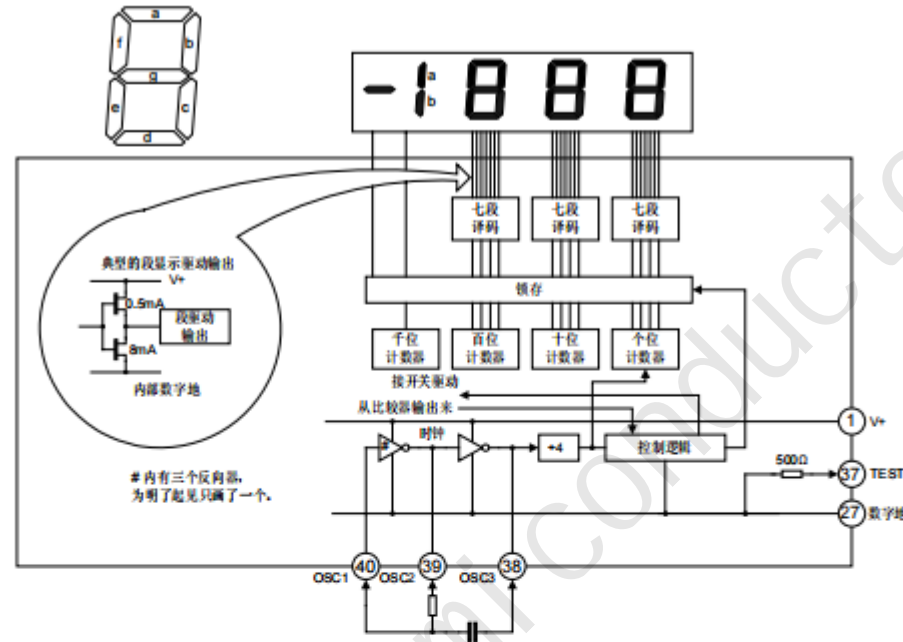 a
f
b
g
e
c
d
a
b
七段
译码
七段
译码
七段
译码
锁存
千位
计数器
百位
计数器
十位
计数器
个位
计数器
典型的段显示驱动输出
V+
0.5mA
段驱动
输出
8mA
内部数字地
接开关驱动
从比较器输出来
时钟
#
÷4
控制逻辑
1 V+
500Ω
37 TEST
27 数字地
# 内有三个反向器,
为明了起见只画了一个。
OSC1 40 OSC2 39 OSC3 38
mi conducto